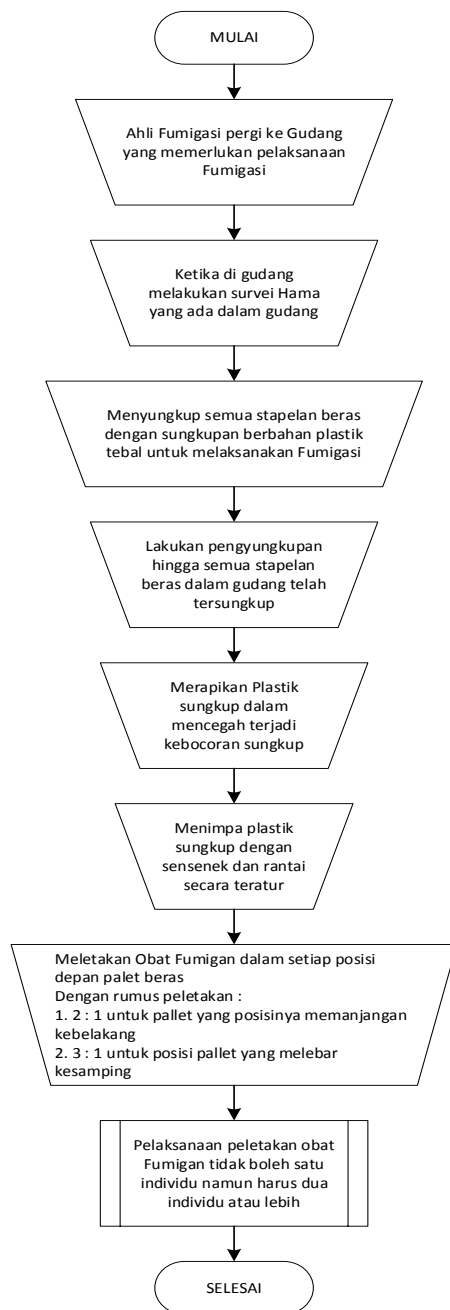 MULAI
Ahli Fumigasi pergi ke Gudang
yang memerlukan pelaksanaan
Fumigasi
Ketika di gudang
melakukan survei Hama
yang ada dalam gudang
Menyungkup semua stapelan beras
dengan sungkupan berbahan plastik
tebal untuk melaksanakan Fumigasi
Lakukan pengyungkupan
hingga semua stapelan
beras dalam gudang telah
tersungkup
Merapikan Plastik
sungkup dalam
mencegah terjadi
kebocoran sungkup
Menimpa plastik
sungkup dengan
sensenek dan rantai
secara teratur
Meletakan Obat Fumigan dalam setiap posisi
depan palet beras
Dengan rumus peletakan :
1. 2 : 1 untuk pallet yang posisinya memanjangan
kebelakang
2. 3 : 1 untuk posisi pallet yang melebar
kesamping
Pelaksanaan peletakan obat
Fumigan tidak boleh satu
individu namun harus dua
individu atau lebih
SELESAI